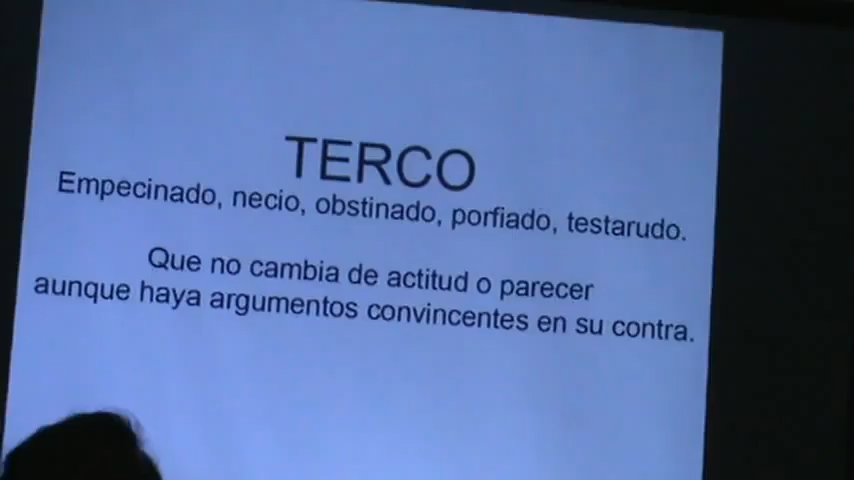 TERCO
Empecinado, necio, obstinado, porfiado, testarudo.
Que no cambia de actitud o parecer
aunque haya argumentos convincentes en su contra.